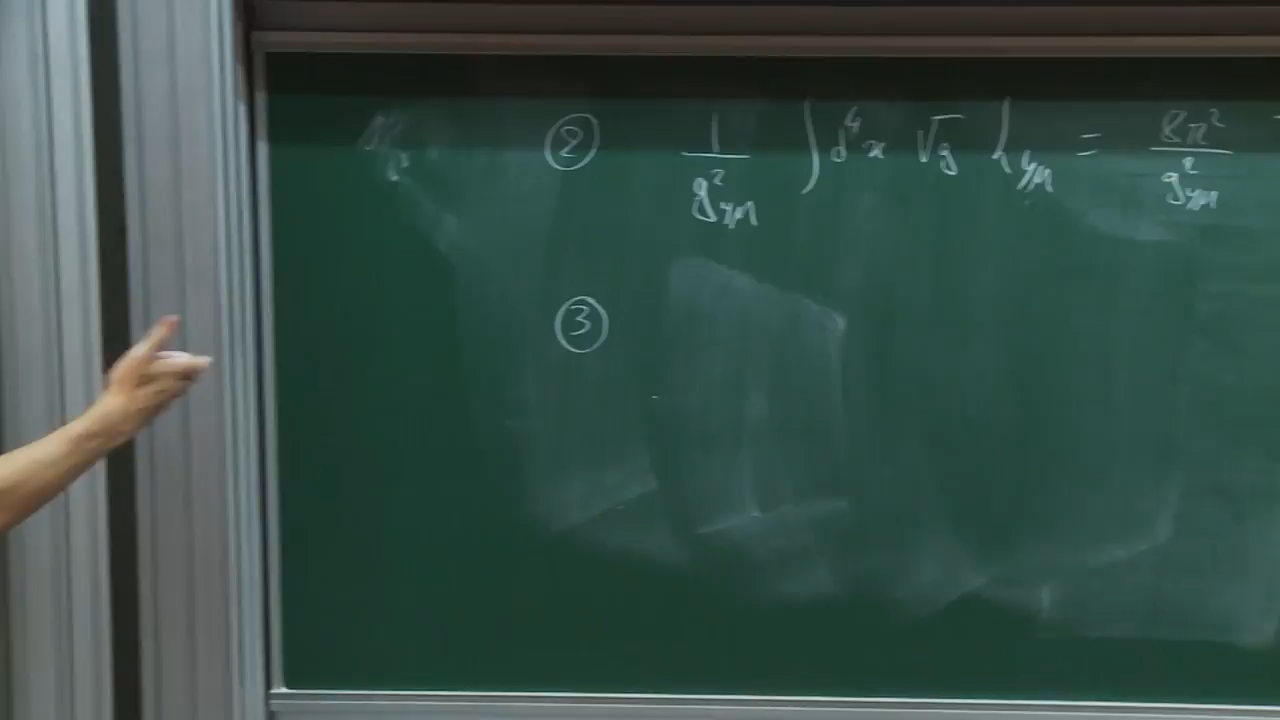 ② 1/g²_YM ∫ d⁴x √g L_YM = 8π²/g²_YM
③